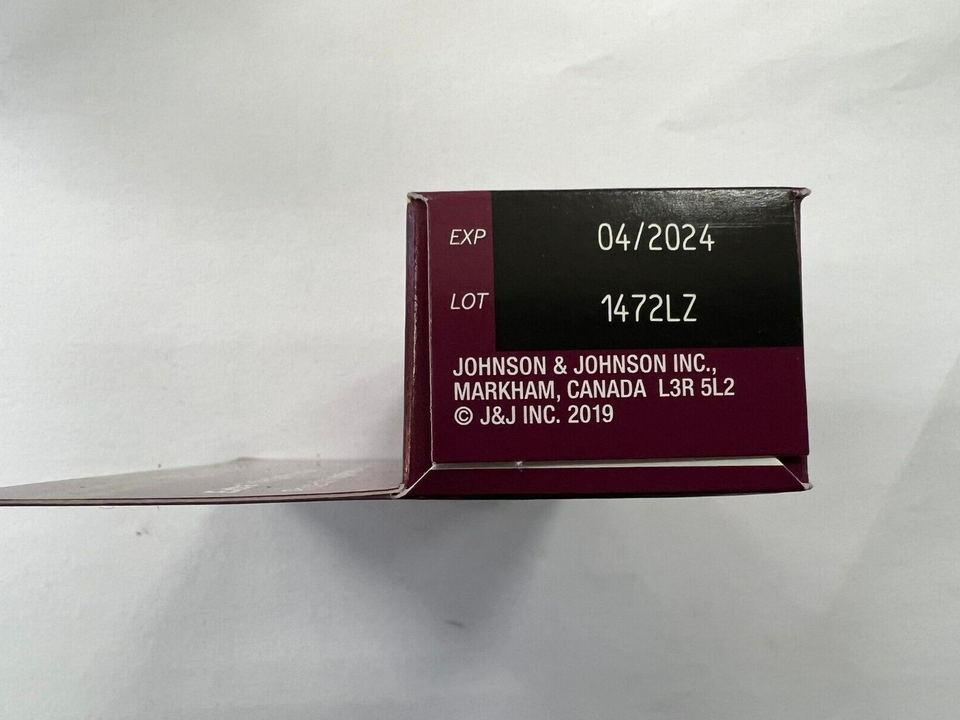 EXP 04/2024
LOT 1472LZ
JOHNSON & JOHNSON INC.,
MARKHAM, CANADA L3R 5L2
© J&J INC. 2019